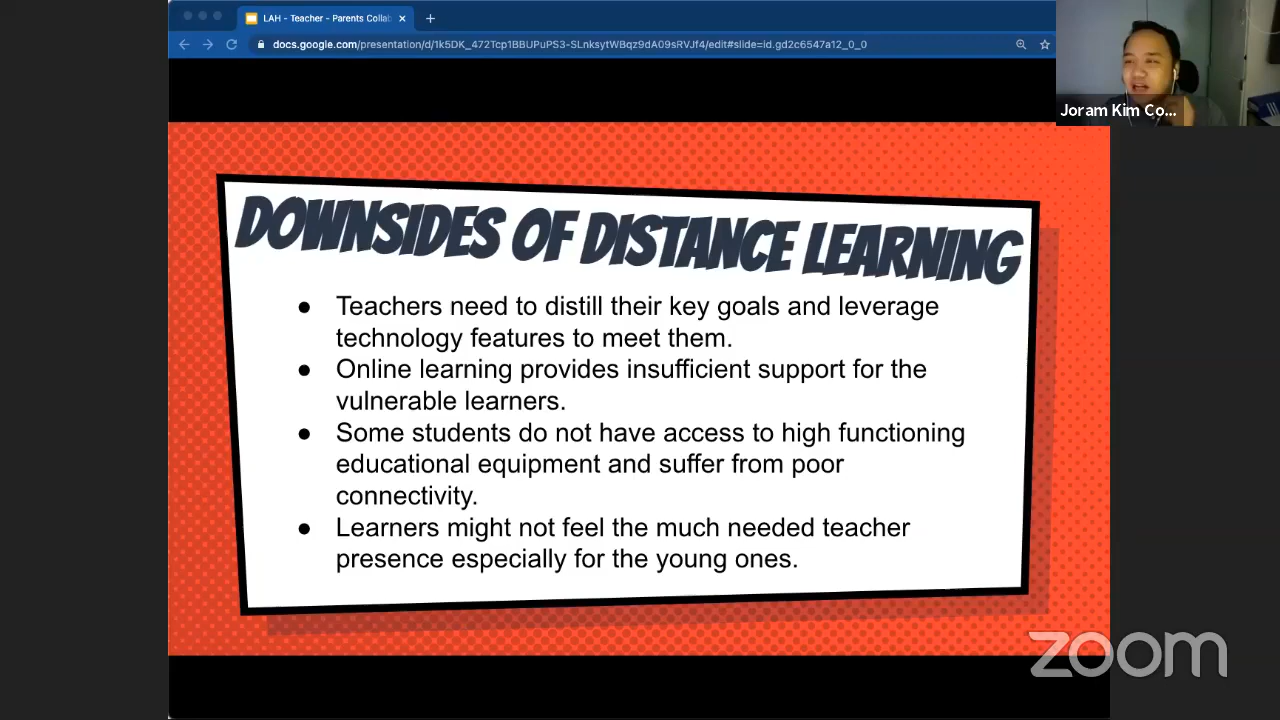 LAH - Teacher - Parents Collab
docs.google.com/presentation/d/1k5DK_472Tcp1BBUPuPS3-SLnksytWBqz9dA09sRVJf4/edit#slide=id.gd2c6547a12_0_0
Joram Kim Co...
DOWNSIDES OF DISTANCE LEARNING
● Teachers need to distill their key goals and leverage
technology features to meet them.
● Online learning provides insufficient support for the
vulnerable learners.
● Some students do not have access to high functioning
educational equipment and suffer from poor
connectivity.
● Learners might not feel the much needed teacher
presence especially for the young ones.
zoom